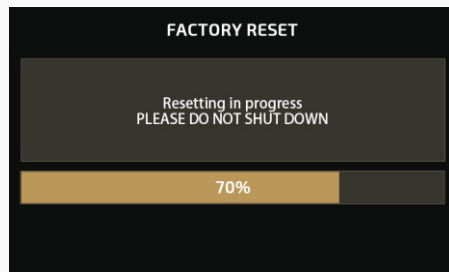 FACTORY RESET
Resetting in progress
PLEASE DO NOT SHUT DOWN
70%